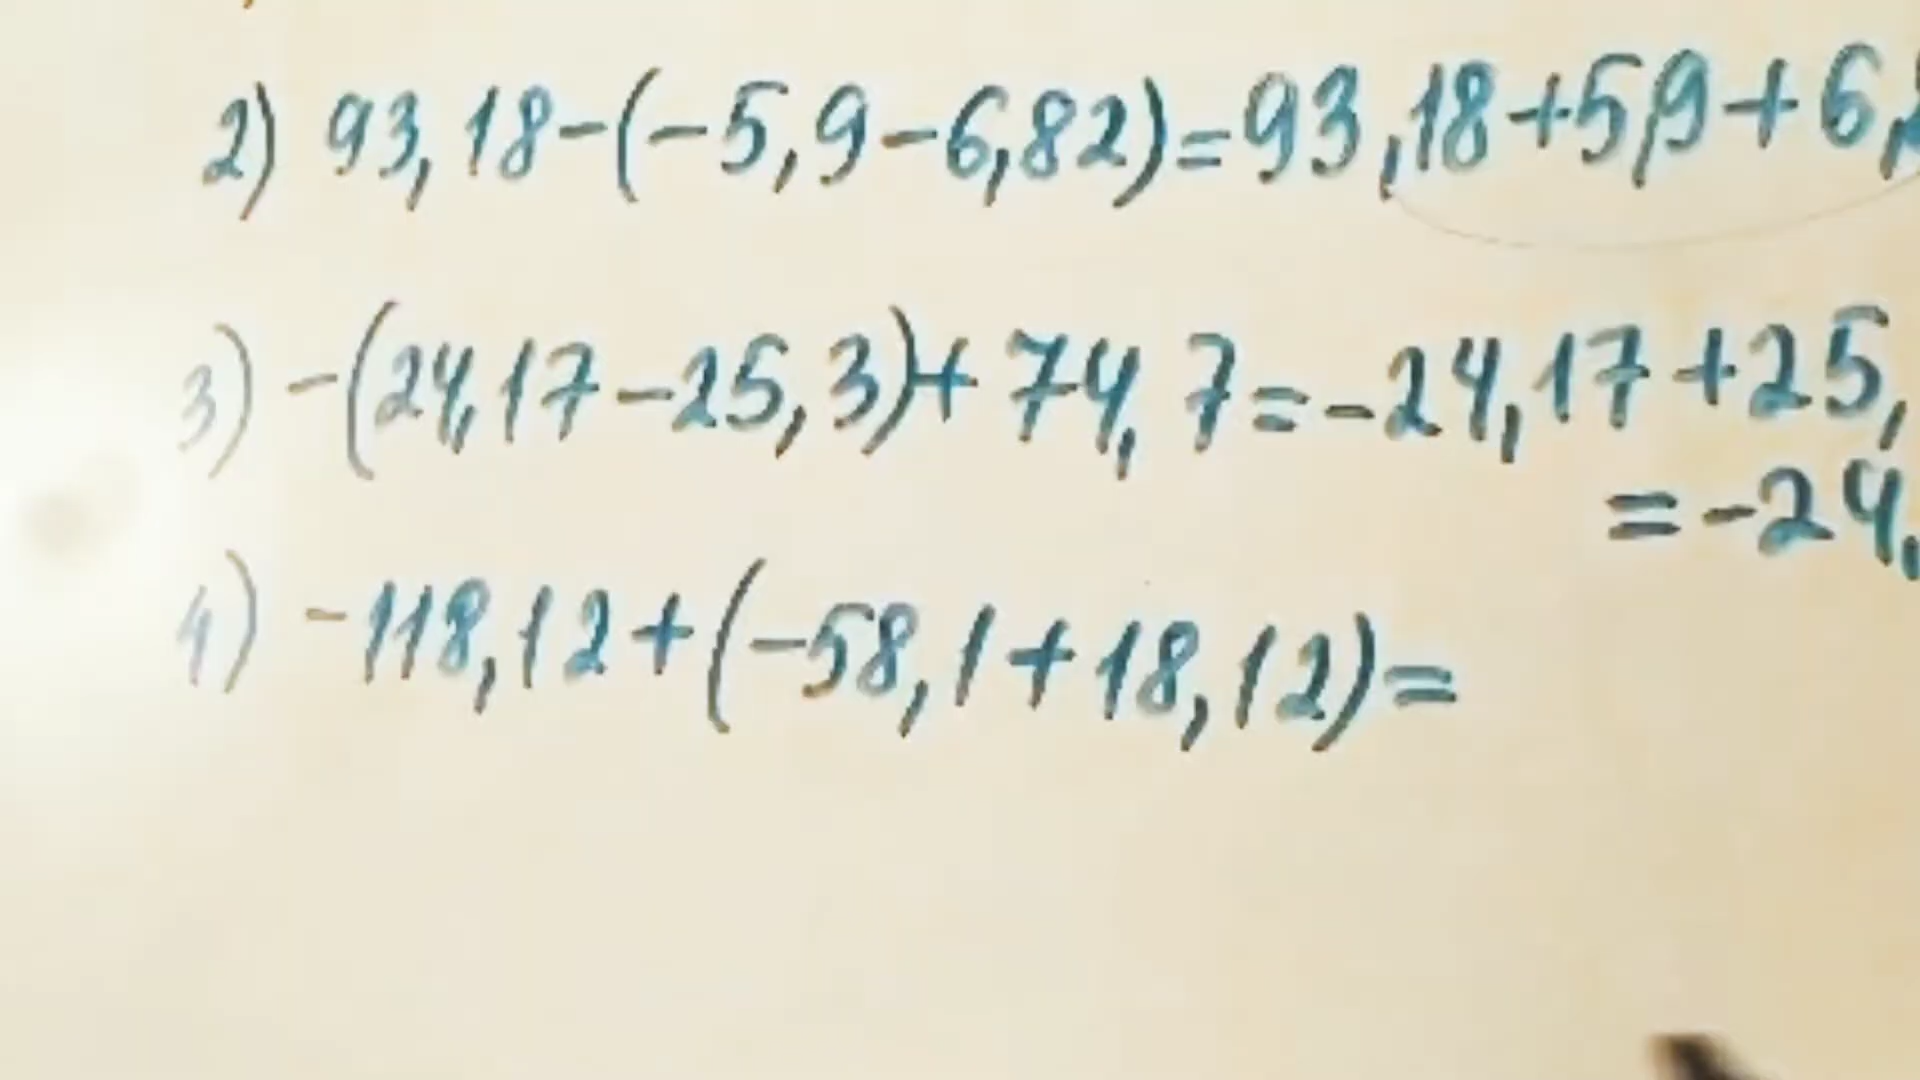 2) 93,18-(-5,9-6,82)=93,18+5,9+6,
3) -(24,17-25,3)+74,7=-24,17+25,
=-24,
4) -118,12+(-58,1+18,12)=